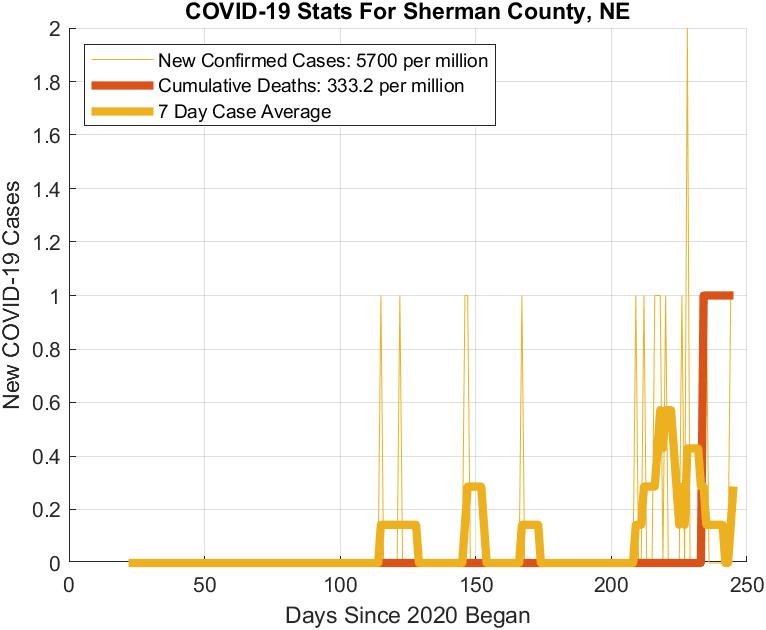 COVID-19 Stats For Sherman County, NE
New Confirmed Cases: 5700 per million
Cumulative Deaths: 333.2 per million
7 Day Case Average
New COVID-19 Cases
2
1.8
1.6
1.4
1.2
1
0.8
0.6
0.4
0.2
0
0 50 100 150 200 250
Days Since 2020 Began